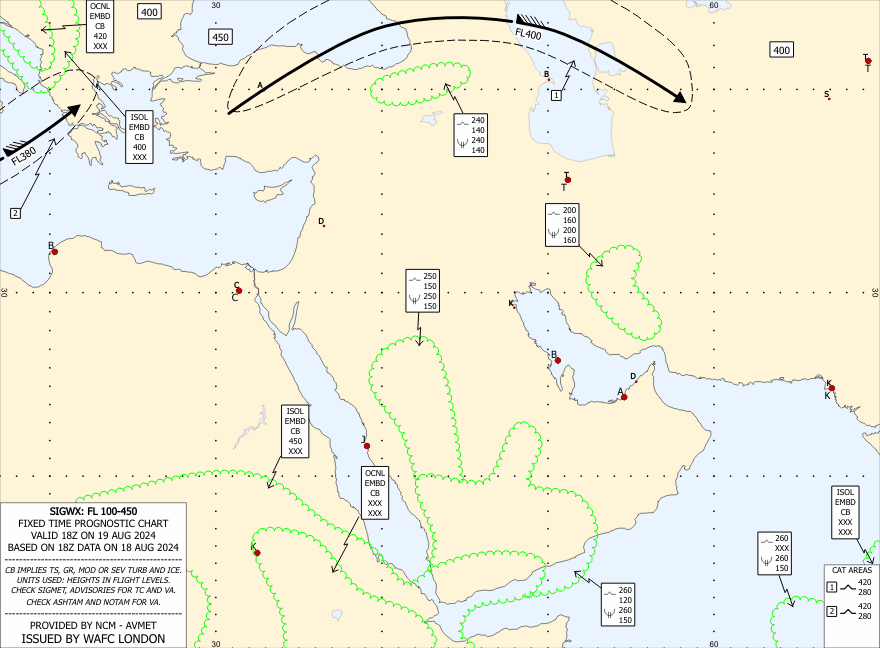 30
60
OCNL
EMBD
CB
420
XXX
400
450
FL400
400
T
T
A
B
1
S
ISOL
EMBD
CB
400
XXX
240
140
240
140
FL380
T
T
2
200
160
200
160
D
B
C
C
30
30
250
150
250
150
K
B
D
A
K
K
ISOL
EMBD
CB
450
XXX
J
OCNL
EMBD
CB
XXX
XXX
ISOL
EMBD
CB
XXX
XXX
SIGWX: FL 100-450
FIXED TIME PROGNOSTIC CHART
VALID 18Z ON 19 AUG 2024
BASED ON 18Z DATA ON 18 AUG 2024
CB IMPLIES TS, GR, MOD OR SEV TURB AND ICE.
UNITS USED: HEIGHTS IN FLIGHT LEVELS.
CHECK SIGMET, ADVISORIES FOR TC AND VA.
CHECK ASHTAM AND NOTAM FOR VA.
PROVIDED BY NCM - AVMET
ISSUED BY WAFC LONDON
K
260
XXX
260
150
260
120
260
150
CAT AREAS
1 420
280
2 420
280
30
60